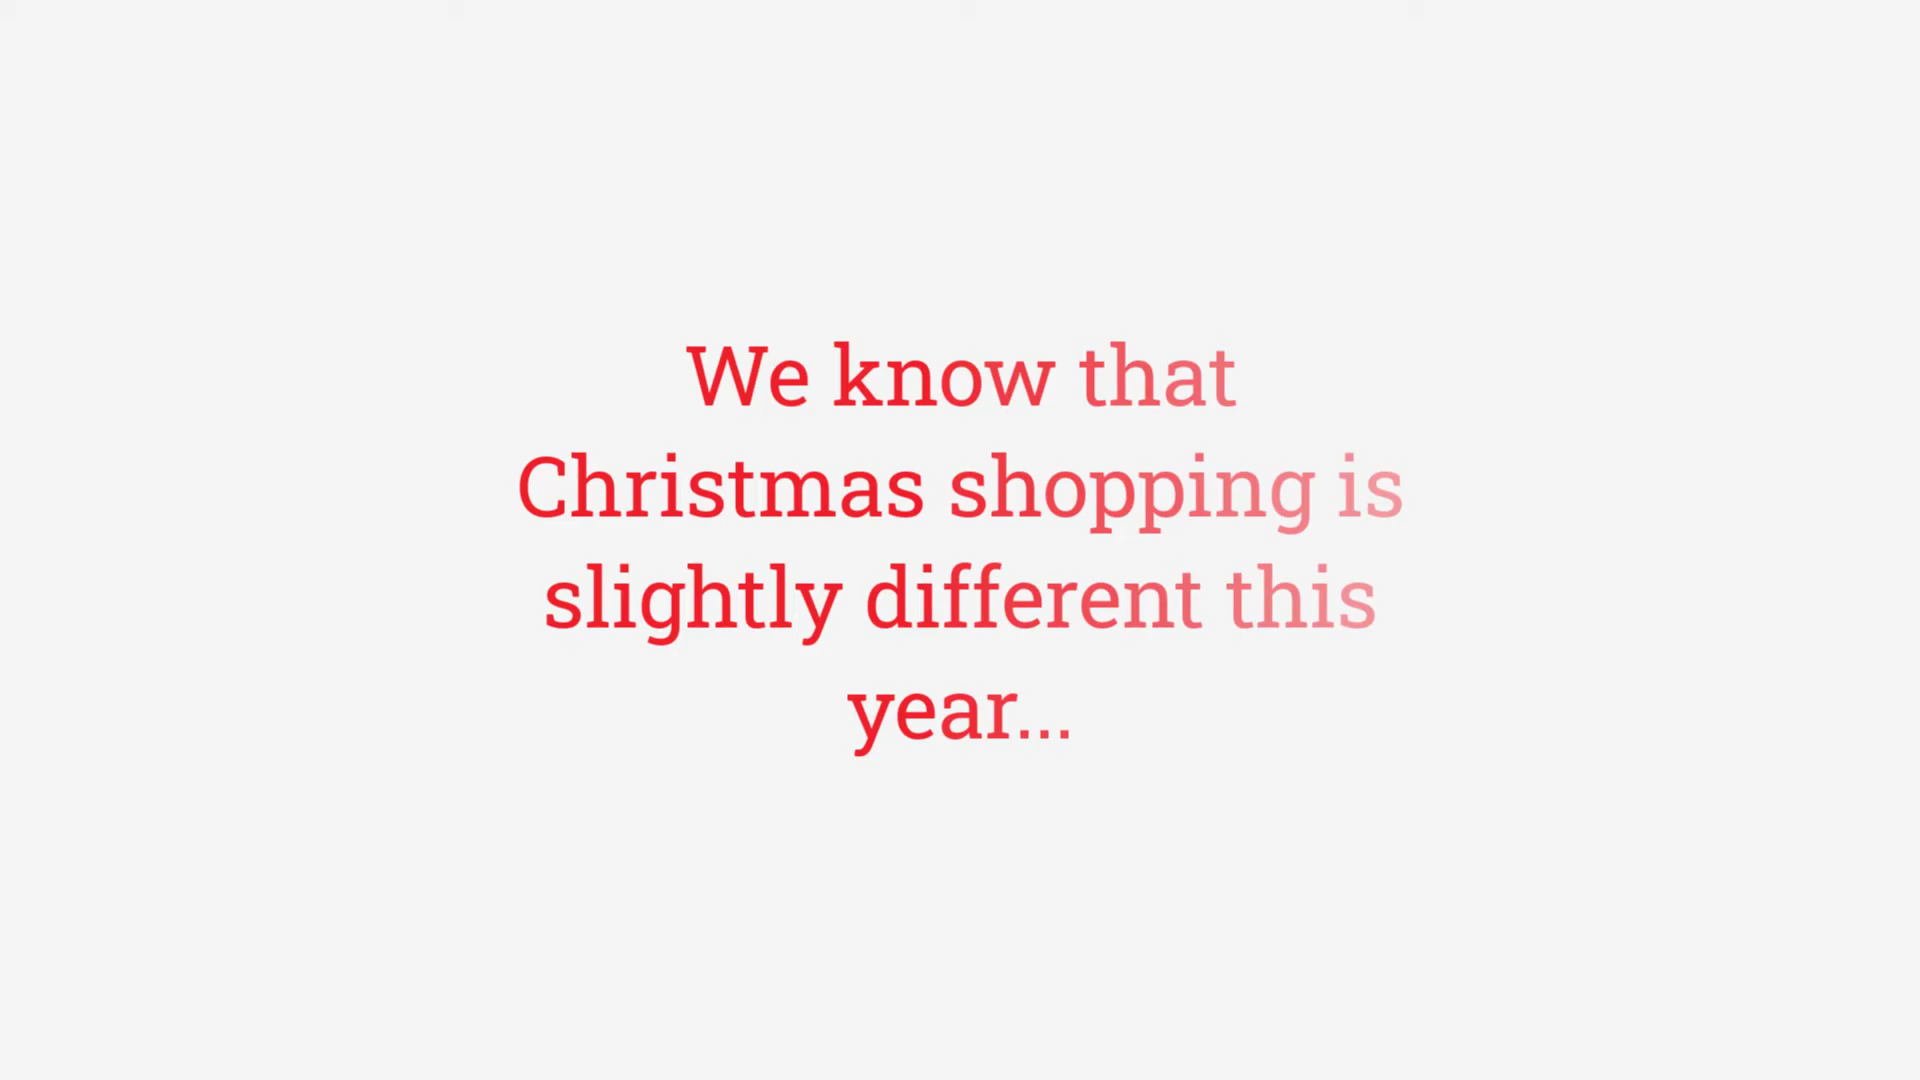 We know that
Christmas shopping is
slightly different this
year...